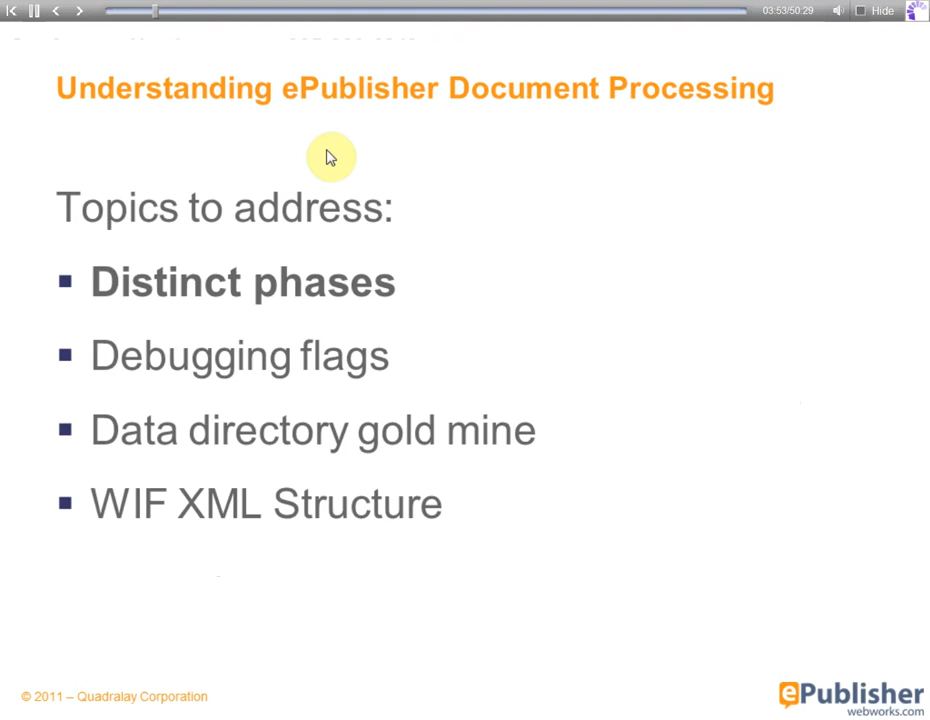 03:53/50:29
Hide
Understanding ePublisher Document Processing
Topics to address:
Distinct phases
Debugging flags
Data directory gold mine
WIF XML Structure
© 2011 – Quadralay Corporation
ePublisher
webworks.com